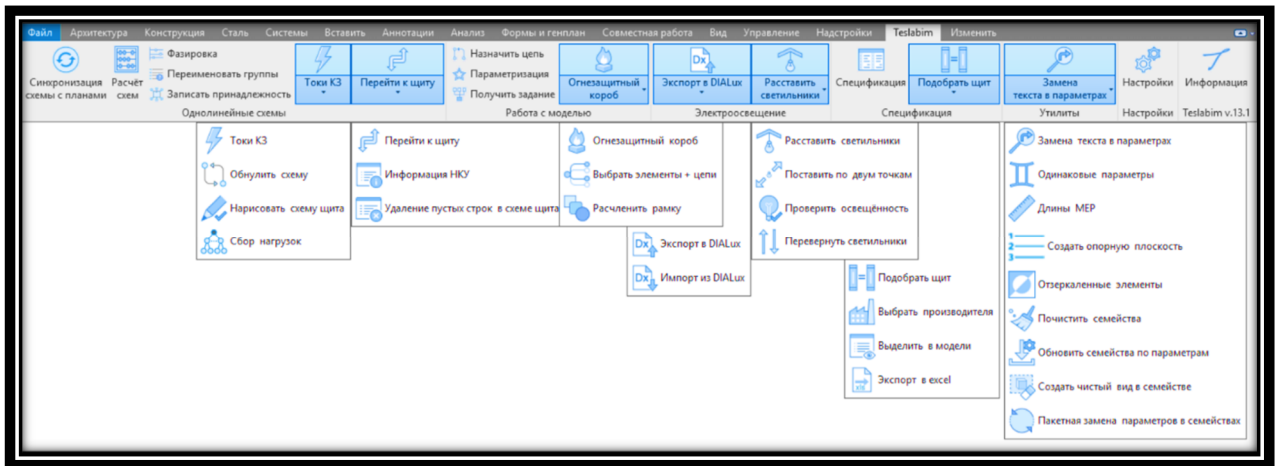 Файл Архитектура Конструкция Сталь Системы Вставить Аннотации Анализ Формы и генплан Совместная работа Вид Управление Надстройки Teslabim Изменить
Синхронизация
схемы с планами
Расчёт
схем
Фазировка
Переименовать группы
Записать принадлежность
Токи КЗ
Перейти к щиту
Назначить цепь
Параметризация
Получить задание
Огнезащитный
короб
Экспорт в DIALux
Расставить
светильники
Спецификация
Подобрать щит
Замена
текста в параметрах
Настройки
Информация
Однолинейные схемы
Работа с моделью
Электроосвещение
Спецификация
Утилиты
Настройки
Teslabim v.13.1
Токи КЗ
Обнулить схему
Нарисовать схему щита
Сбор нагрузок
Перейти к щиту
Информация НКУ
Удаление пустых строк в схеме щита
Огнезащитный короб
Выбрать элементы + цепи
Расчленить рамку
Dx Экспорт в DIALux
Dx Импорт из DIALux
Расставить светильники
Поставить по двум точкам
Проверить освещённость
Перевернуть светильники
Подобрать щит
Выбрать производителя
Выделить в модели
Экспорт в excel
Замена текста в параметрах
Одинаковые параметры
Длины MEP
Создать опорную плоскость
Отзеркаленные элементы
Почистить семейства
Обновить семейства по параметрам
Создать чистый вид в семействе
Пакетная замена параметров в семействах